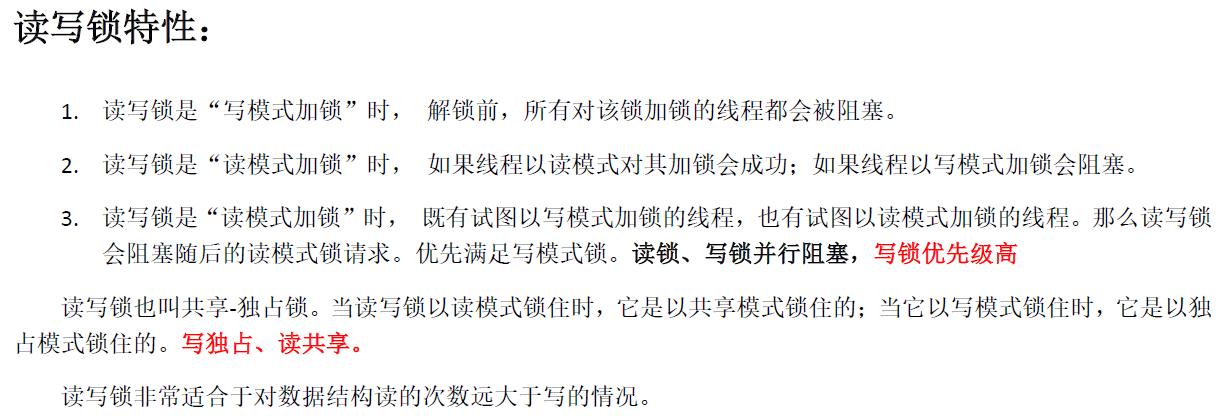 读写锁特性：
1. 读写锁是“写模式加锁”时， 解锁前，所有对该锁加锁的线程都会被阻塞。
2. 读写锁是“读模式加锁”时， 如果线程以读模式对其加锁会成功；如果线程以写模式加锁会阻塞。
3. 读写锁是“读模式加锁”时， 既有试图以写模式加锁的线程，也有试图以读模式加锁的线程。那么读写锁
会阻塞随后的读模式锁请求。优先满足写模式锁。读锁、写锁并行阻塞，写锁优先级高
读写锁也叫共享-独占锁。当读写锁以读模式锁住时，它是以共享模式锁住的；当它以写模式锁住时，它是以独
占模式锁住的。写独占、读共享。
读写锁非常适合于对数据结构读的次数远大于写的情况。